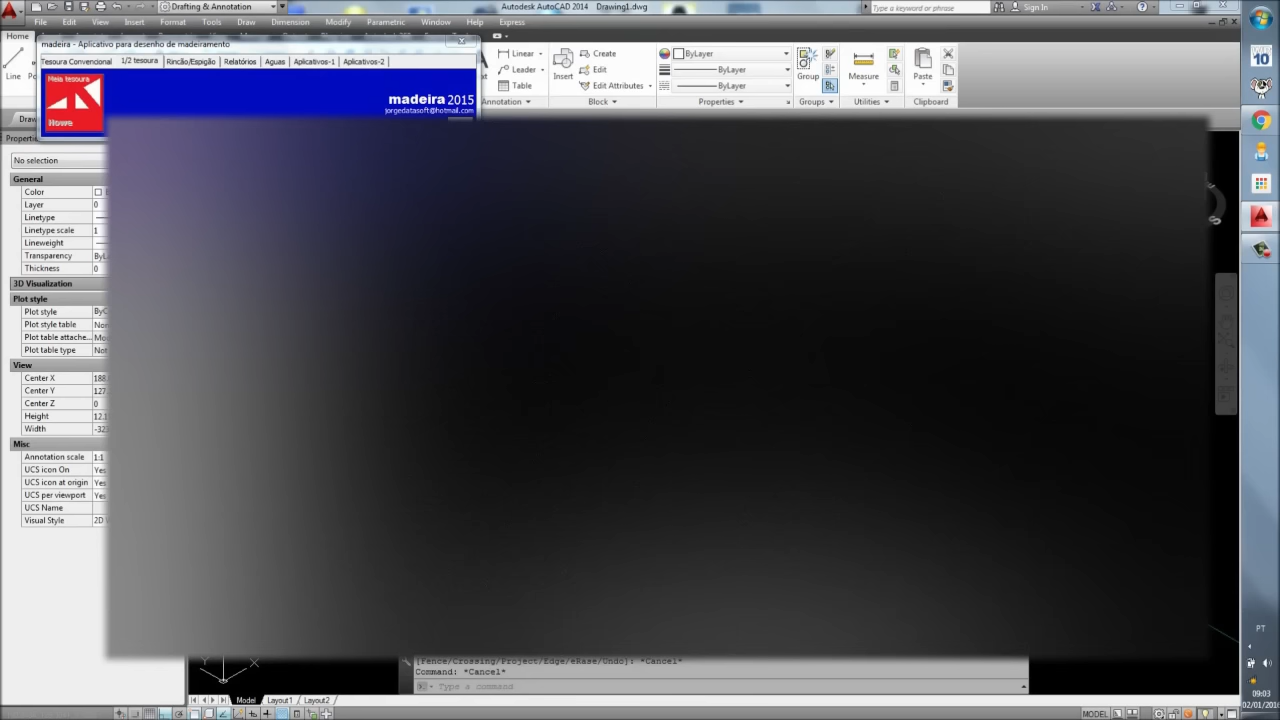 Autodesk AutoCAD 2014 Drawing1.dwg
Drafting & Annotation
Type a keyword or phrase
Sign In
File Edit View Insert Format Tools Draw Dimension Modify Parametric Window Help Express
Home
madeira - Aplicativo para desenho de madeiramento
Tesoura Convencional 1/2 tesoura Rincão/Espigão Relatórios Aguas Aplicativos-1 Aplicativos-2
Meia tesoura
Howe
madeira 2015
jorgedatasoft@hotmail.com
Line
Linear
Leader
Table
Insert
Create
Edit
Edit Attributes
Block
ByLayer
ByLayer
ByLayer
Properties
Group
Groups
Measure
Utilities
Paste
Clipboard
No selection
General
Color
Layer 0
Linetype
Linetype scale 1
Lineweight
Transparency
Thickness 0
3D Visualization
Plot style
Plot style
Plot style table
Plot table attache...
Plot table type
View
Center X
Center Y
Center Z 0
Height
Width
Misc
Annotation scale 1:1
UCS icon On Yes
UCS icon at origin Yes
UCS per viewport Yes
UCS Name
Visual Style
[Fence/Crossing/Project/Edge/eRase/Undo]: *Cancel*
Command: *Cancel*
Type a command
Model Layout1 Layout2
MODEL
10
PT
09:03